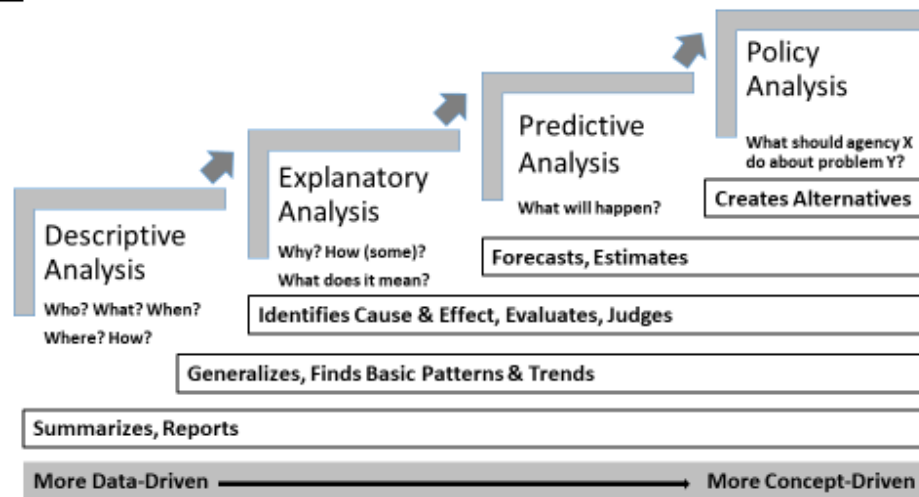 Policy
Analysis
What should agency X
do about problem Y?
Creates Alternatives
Predictive
Analysis
What will happen?
Forecasts, Estimates
Explanatory
Analysis
Why? How (some)?
What does it mean?
Identifies Cause & Effect, Evaluates, Judges
Descriptive
Analysis
Who? What? When?
Where? How?
Generalizes, Finds Basic Patterns & Trends
Summarizes, Reports
More Data-Driven
More Concept-Driven